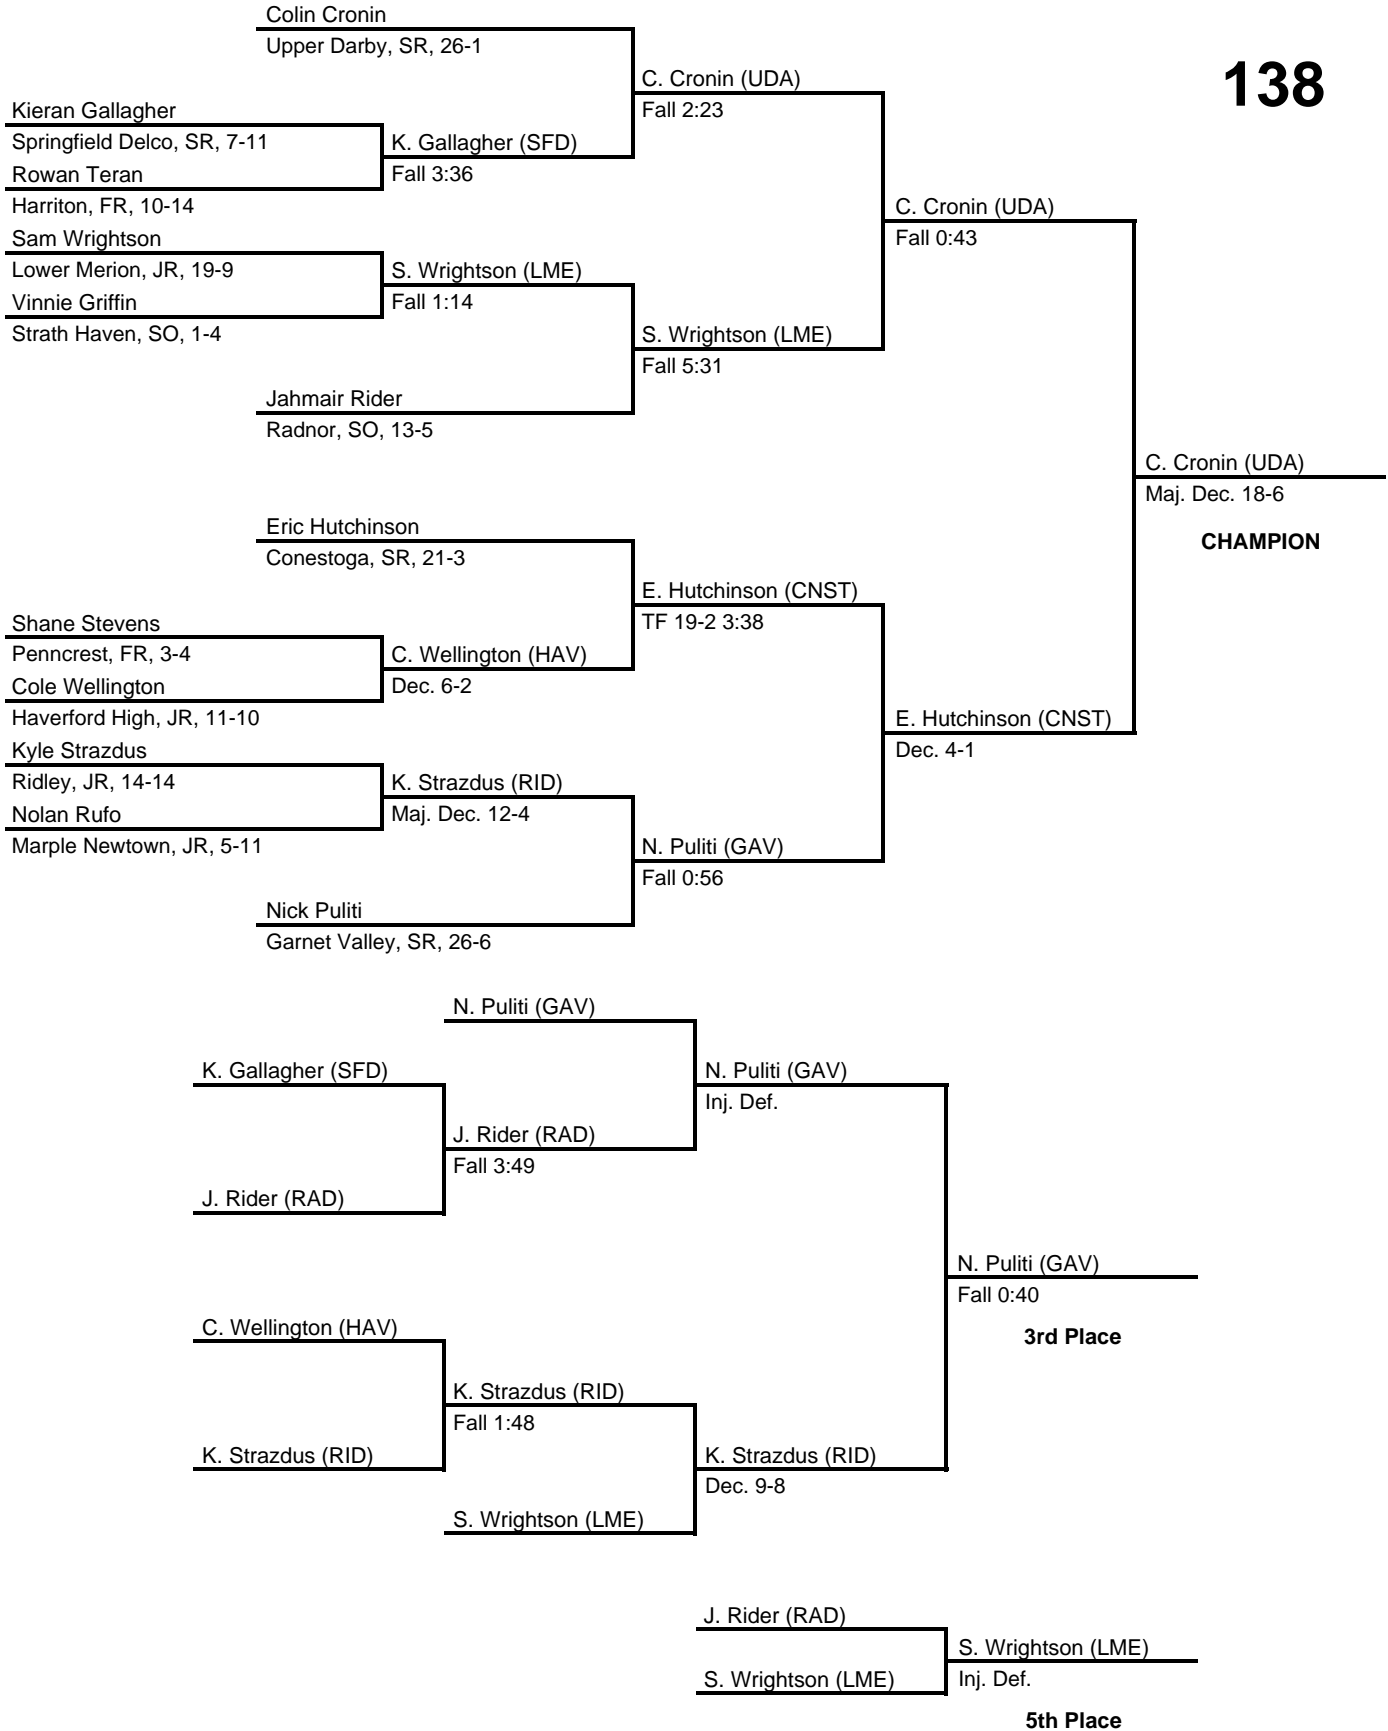 Colin Cronin
Upper Darby, SR, 26-1
138
C. Cronin (UDA)
Fall 2:23
Kieran Gallagher
Springfield Delco, SR, 7-11
K. Gallagher (SFD)
Fall 3:36
Rowan Teran
Harriton, FR, 10-14
C. Cronin (UDA)
Fall 0:43
Sam Wrightson
Lower Merion, JR, 19-9
S. Wrightson (LME)
Fall 1:14
Vinnie Griffin
Strath Haven, SO, 1-4
S. Wrightson (LME)
Fall 5:31
Jahmair Rider
Radnor, SO, 13-5
C. Cronin (UDA)
Maj. Dec. 18-6
CHAMPION
Eric Hutchinson
Conestoga, SR, 21-3
E. Hutchinson (CNST)
TF 19-2 3:38
Shane Stevens
Penncrest, FR, 3-4
C. Wellington (HAV)
Dec. 6-2
Cole Wellington
Haverford High, JR, 11-10
E. Hutchinson (CNST)
Dec. 4-1
Kyle Strazdus
Ridley, JR, 14-14
K. Strazdus (RID)
Maj. Dec. 12-4
Nolan Rufo
Marple Newtown, JR, 5-11
N. Puliti (GAV)
Fall 0:56
Nick Puliti
Garnet Valley, SR, 26-6
N. Puliti (GAV)
K. Gallagher (SFD)
N. Puliti (GAV)
Inj. Def.
J. Rider (RAD)
Fall 3:49
J. Rider (RAD)
N. Puliti (GAV)
Fall 0:40
3rd Place
C. Wellington (HAV)
K. Strazdus (RID)
Fall 1:48
K. Strazdus (RID)
K. Strazdus (RID)
Dec. 9-8
S. Wrightson (LME)
J. Rider (RAD)
S. Wrightson (LME)
Inj. Def.
S. Wrightson (LME)
5th Place